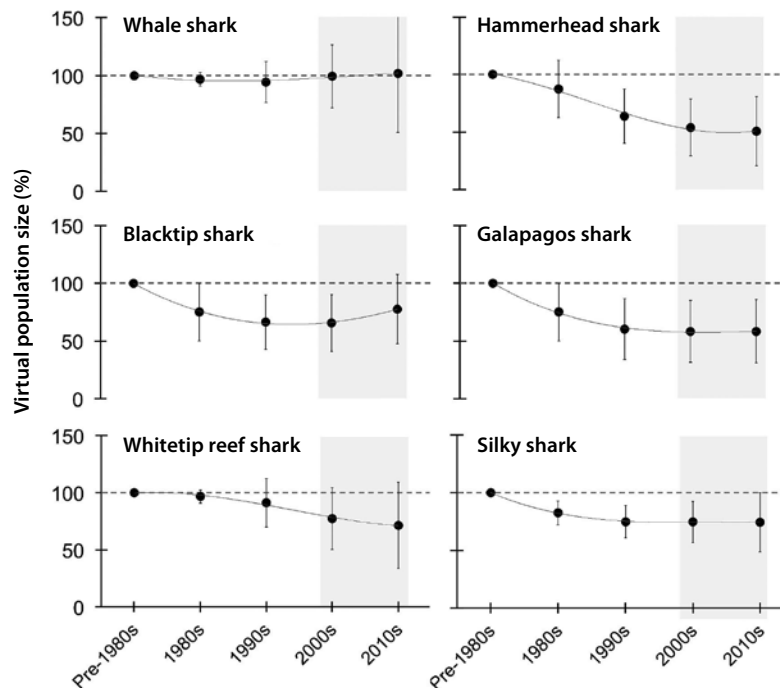 Virtual population size (%)
Whale shark
150
100
50
0
Hammerhead shark
Blacktip shark
150
100
50
0
Galapagos shark
Whitetip reef shark
150
100
50
0
Silky shark
Pre-1980s
1980s
1990s
2000s
2010s
Pre-1980s
1980s
1990s
2000s
2010s